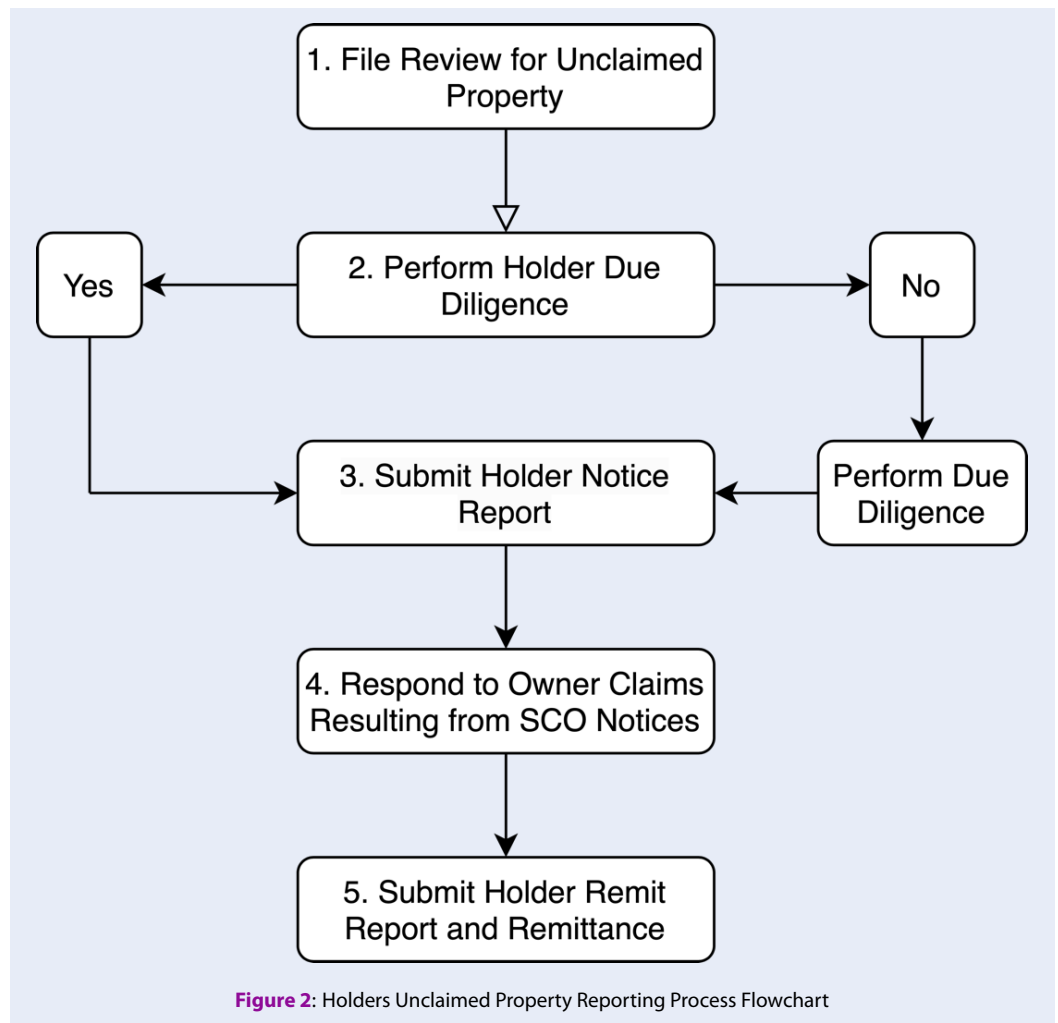 1. File Review for Unclaimed
Property
2. Perform Holder Due
Diligence
Yes
No
3. Submit Holder Notice
Report
Perform Due
Diligence
4. Respond to Owner Claims
Resulting from SCO Notices
5. Submit Holder Remit
Report and Remittance
Figure 2: Holders Unclaimed Property Reporting Process Flowchart